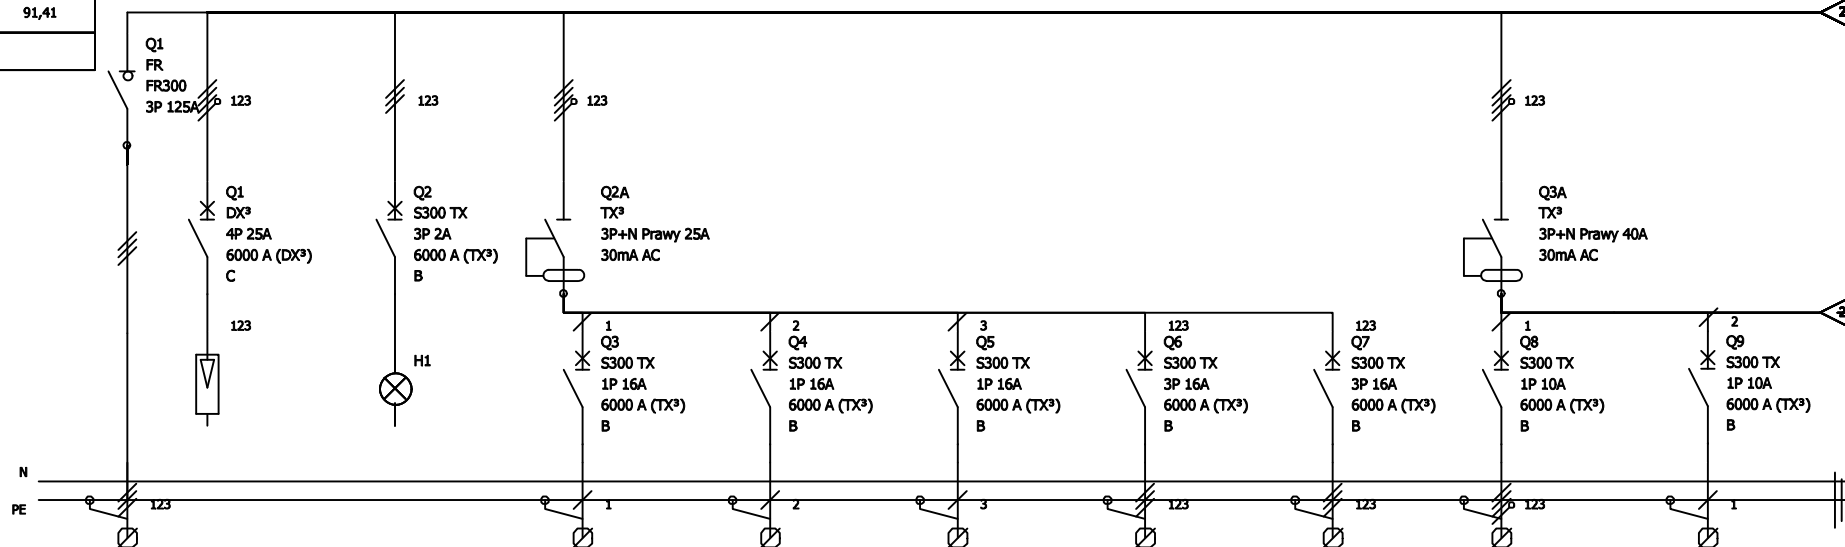 91,41
2
Q1
FR
FR300
3P 125A
123
123
123
123
Q1
DX³
4P 25A
6000 A (DX³)
C
Q2
S300 TX
3P 2A
6000 A (TX³)
B
Q2A
TX³
3P+N Prawy 25A
30mA AC
Q3A
TX³
3P+N Prawy 40A
30mA AC
123
H1
2
1
Q3
S300 TX
1P 16A
6000 A (TX³)
B
2
Q4
S300 TX
1P 16A
6000 A (TX³)
B
3
Q5
S300 TX
1P 16A
6000 A (TX³)
B
123
Q6
S300 TX
3P 16A
6000 A (TX³)
B
123
Q7
S300 TX
3P 16A
6000 A (TX³)
B
1
Q8
S300 TX
1P 10A
6000 A (TX³)
B
2
Q9
S300 TX
1P 10A
6000 A (TX³)
B
N
PE
123
1
2
3
123
123
123
1